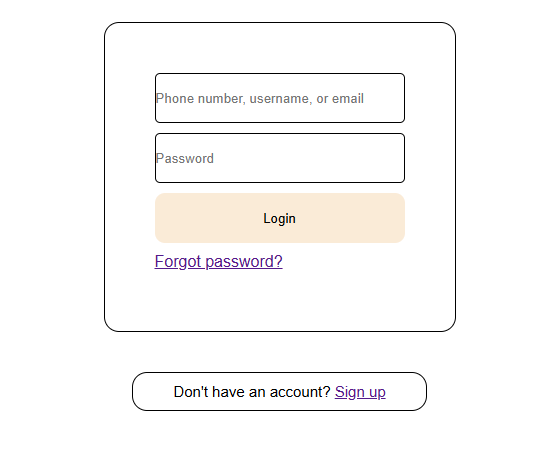 Phone number, username, or email
Password
Login
Forgot password?
Don't have an account? Sign up